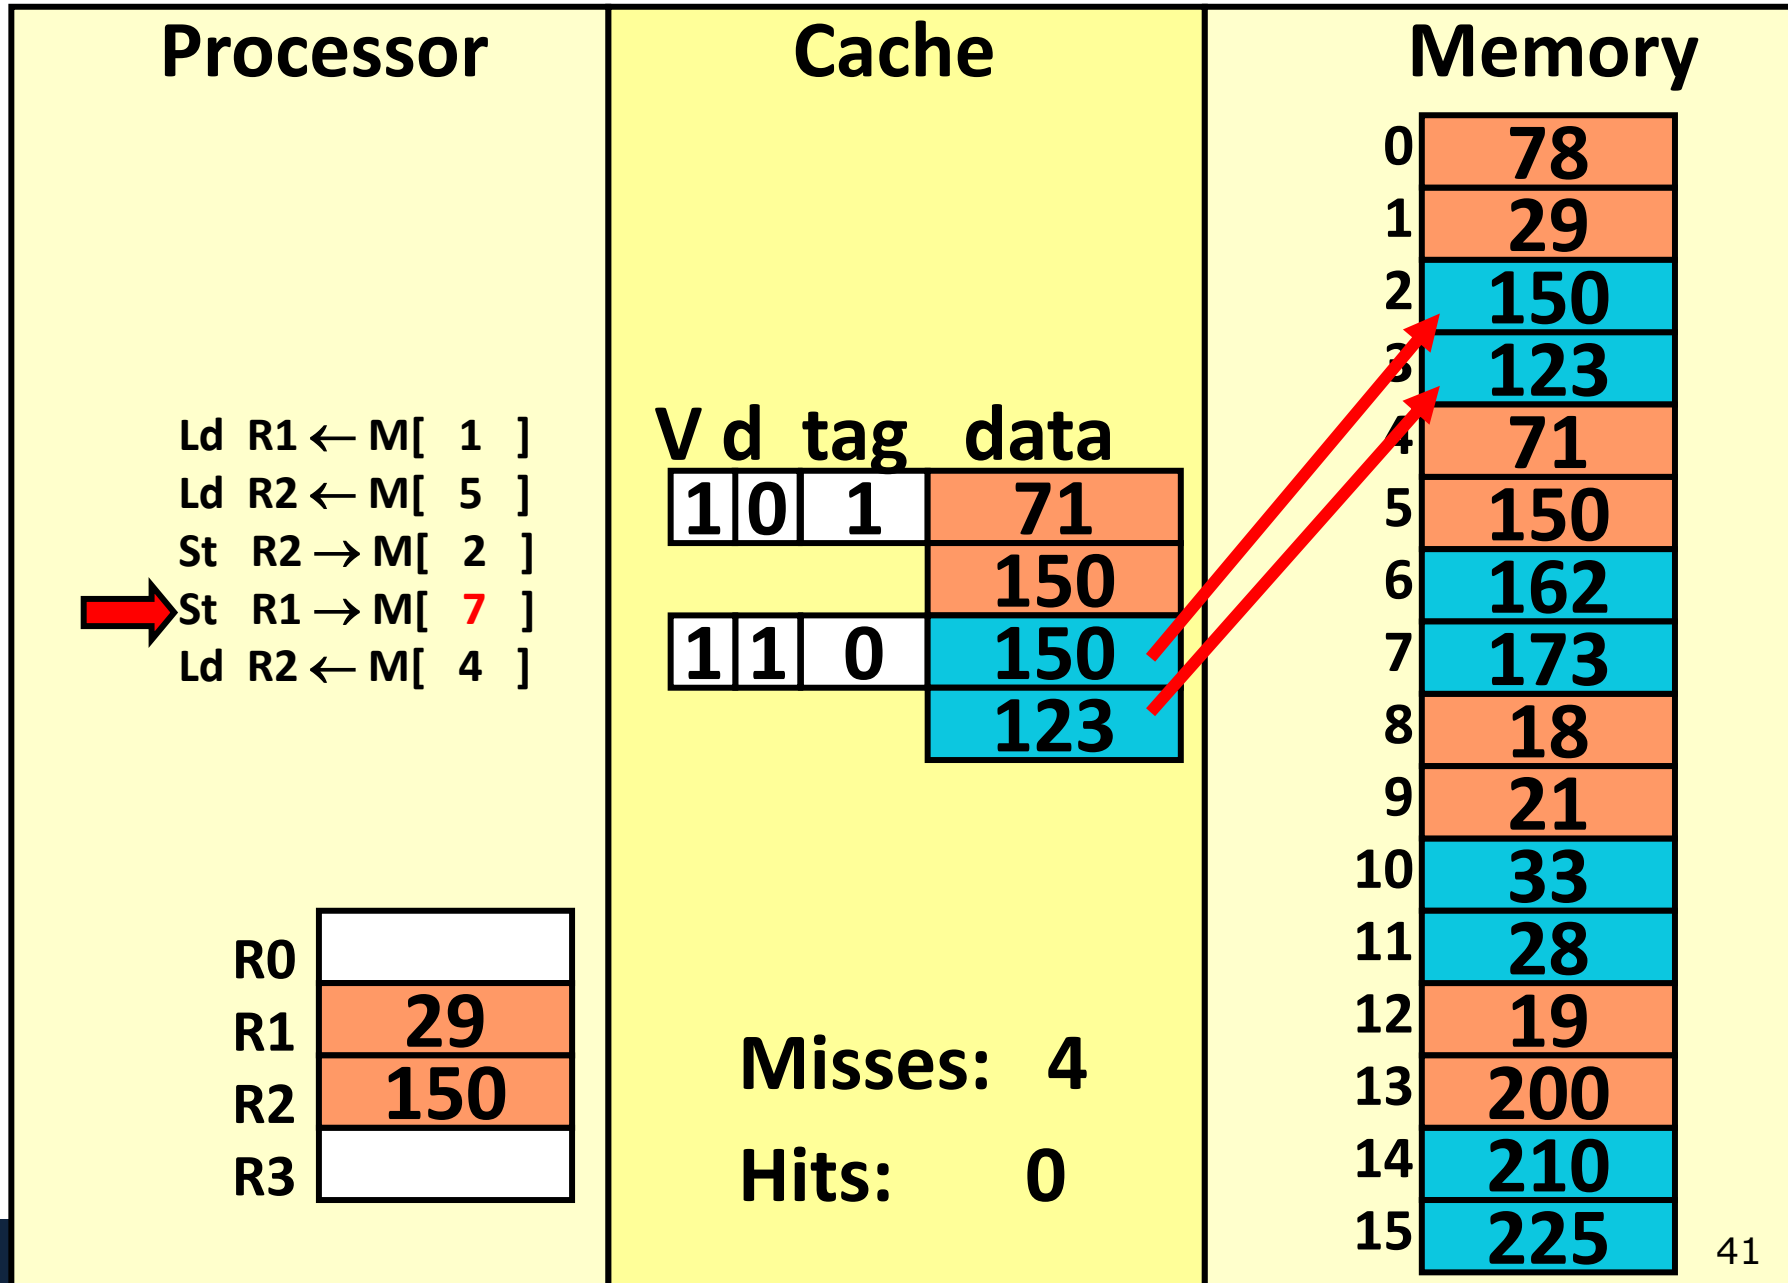 Processor
Cache
Memory
Ld R1 ← M[ 1 ]
Ld R2 ← M[ 5 ]
St R2 → M[ 2 ]
St R1 → M[ 7 ]
Ld R2 ← M[ 4 ]
R0
R1 29
R2 150
R3
V d tag data
1 0 1 71
150
1 1 0 150
123
Misses: 4
Hits: 0
0 78
1 29
2 150
3 123
4 71
5 150
6 162
7 173
8 18
9 21
10 33
11 28
12 19
13 200
14 210
15 225
41